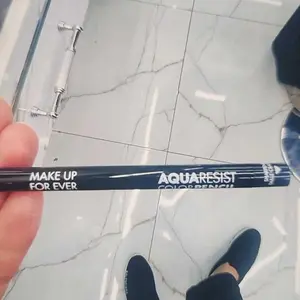 MAKE UP
FOR EVER
AQUARESIST
COLOR PENCIL